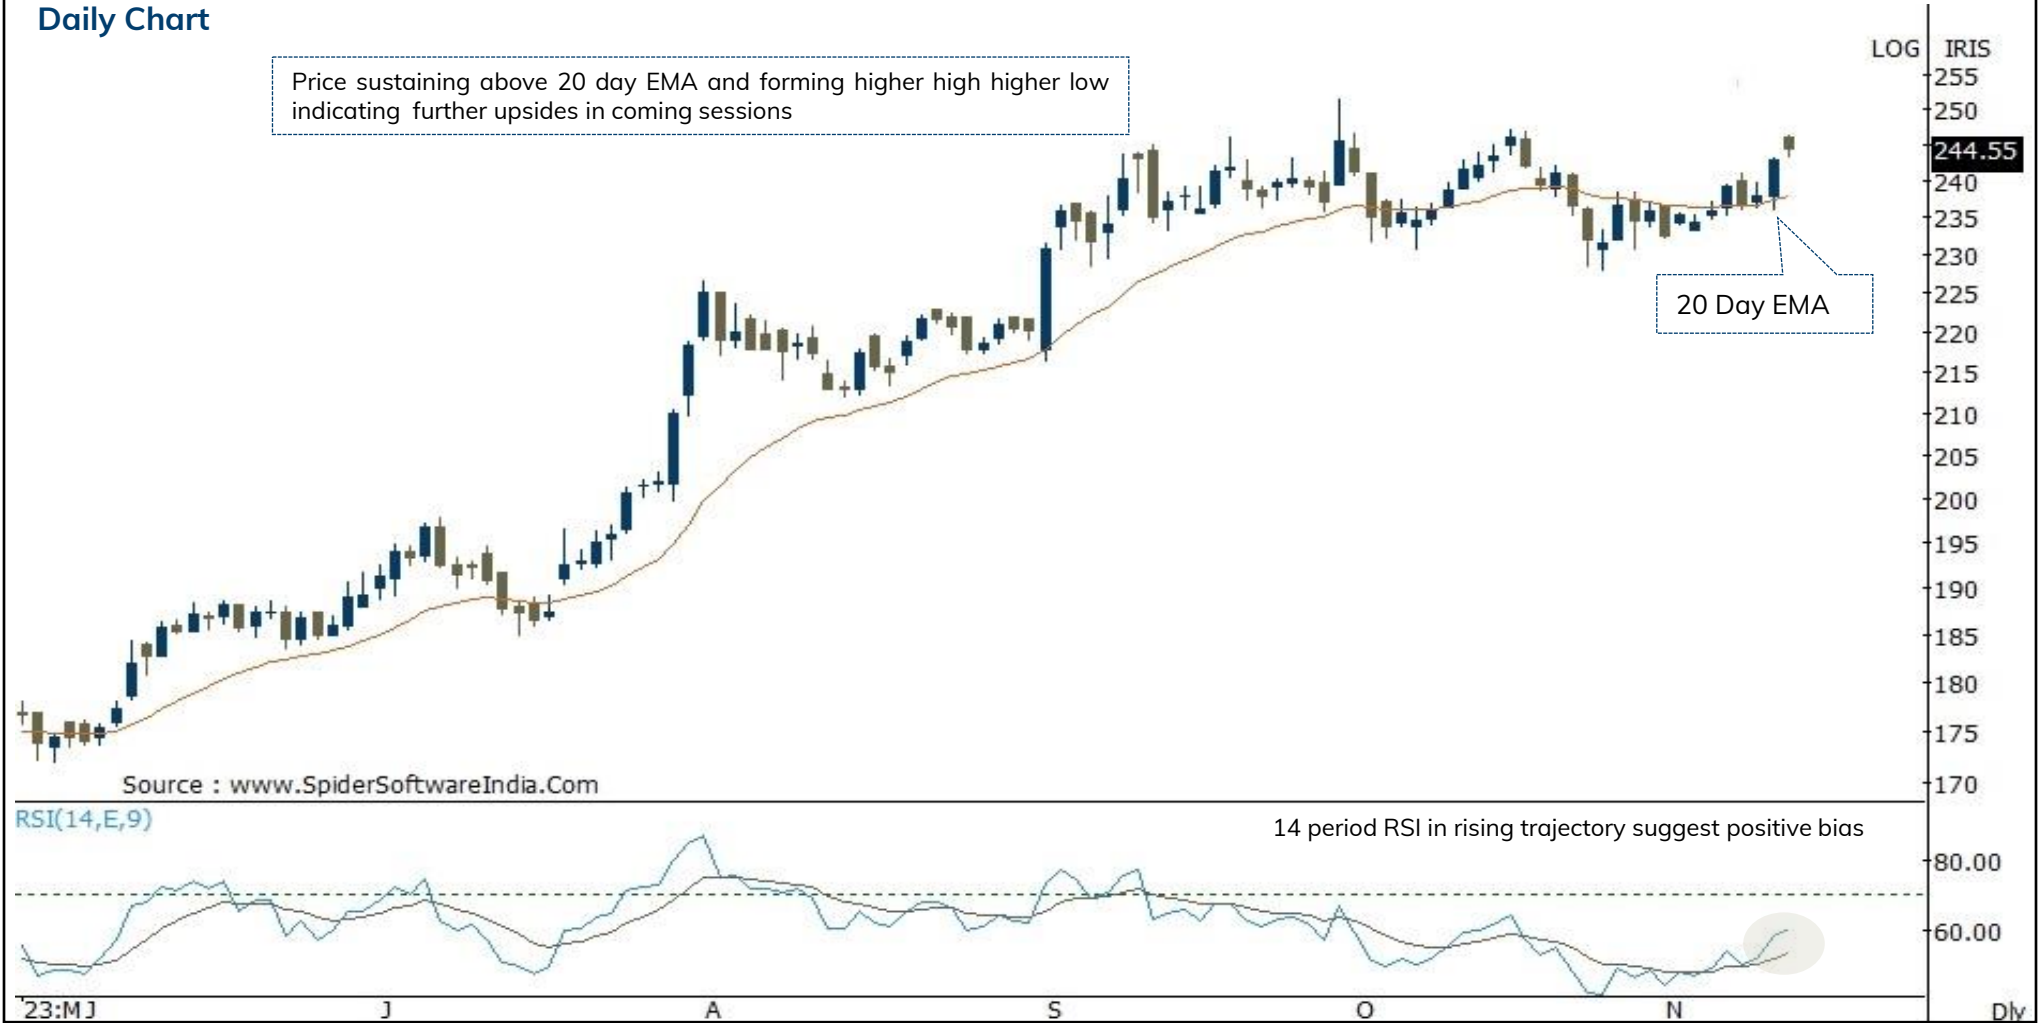 Daily Chart
LOG IRIS
Price sustaining above 20 day EMA and forming higher high higher low
indicating further upsides in coming sessions
255
250
244.55
240
235
230
20 Day EMA
225
220
215
210
205
200
195
190
185
180
175
170
Source : www.SpiderSoftwareIndia.Com
RSI(14,E,9)
14 period RSI in rising trajectory suggest positive bias
80.00
60.00
23:MJ J A S O N Dly